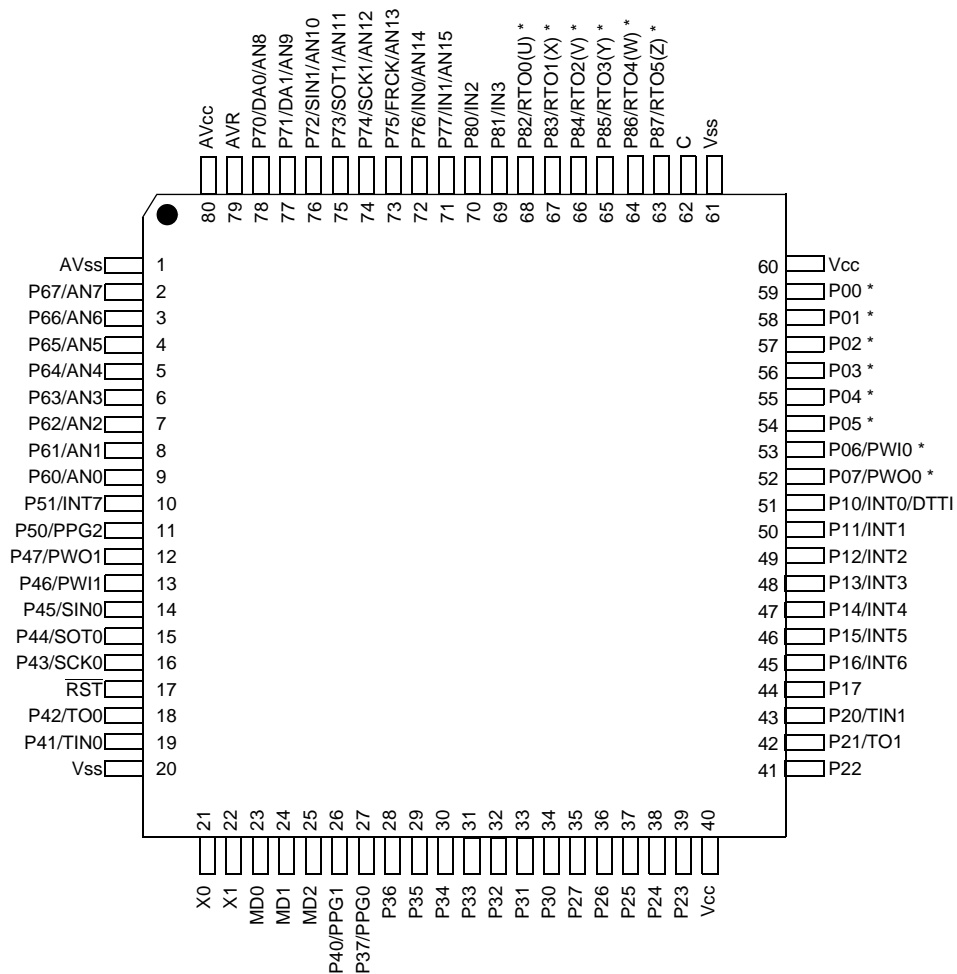 AVcc
AVR
P70/DA0/AN8
P71/DA1/AN9
P72/SIN1/AN10
P73/SOT1/AN11
P74/SCK1/AN12
P75/FRCK/AN13
P76/IN0/AN14
P77/IN1/AN15
P80/IN2
P81/IN3
P82/RTO0(U) *
P83/RTO1(X) *
P84/RTO2(V) *
P85/RTO3(Y) *
P86/RTO4(W) *
P87/RTO5(Z) *
C
Vss
80
79
78
77
76
75
74
73
72
71
70
69
68
67
66
65
64
63
62
61
AVss 1
P67/AN7 2
P66/AN6 3
P65/AN5 4
P64/AN4 5
P63/AN3 6
P62/AN2 7
P61/AN1 8
P60/AN0 9
P51/INT7 10
P50/PPG2 11
P47/PWO1 12
P46/PWI1 13
P45/SIN0 14
P44/SOT0 15
P43/SCK0 16
RST 17
P42/TO0 18
P41/TIN0 19
Vss 20
60 Vcc
59 P00 *
58 P01 *
57 P02 *
56 P03 *
55 P04 *
54 P05 *
53 P06/PWI0 *
52 P07/PWO0 *
51 P10/INT0/DTTI
50 P11/INT1
49 P12/INT2
48 P13/INT3
47 P14/INT4
46 P15/INT5
45 P16/INT6
44 P17
43 P20/TIN1
42 P21/TO1
41 P22
21
22
23
24
25
26
27
28
29
30
31
32
33
34
35
36
37
38
39
40
X0
X1
MD0
MD1
MD2
P40/PPG1
P37/PPG0
P36
P35
P34
P33
P32
P31
P30
P27
P26
P25
P24
P23
Vcc